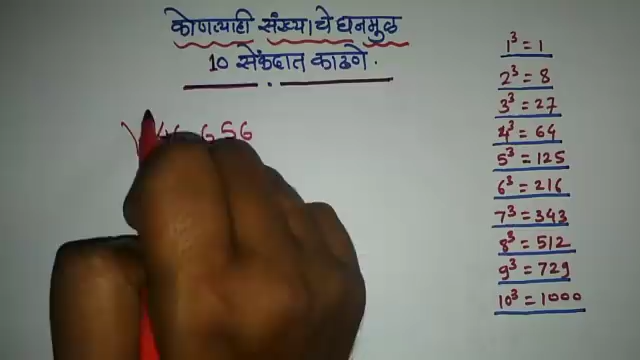 कोणत्याही संख्याचे घनमुळ
10 सेकंदात काढणे.
656
1³ = 1
2³ = 8
3³ = 27
4³ = 64
5³ = 125
6³ = 216
7³ = 343
8³ = 512
9³ = 729
10³ = 1000